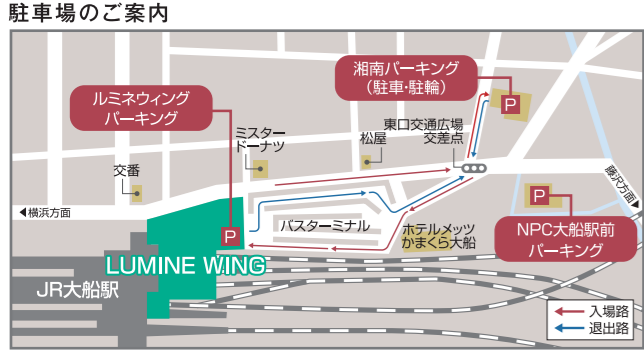 駐車場のご案内
湘南パーキング
(駐車・駐輪)
P
ルミネウィング
パーキング
ミスター
ドーナツ
松屋
東口交通広場
交差点
交番
藤沢方面▶
◀横浜方面
P
バスターミナル
ホテルメッツ
かまくら大船
P
NPC大船駅前
パーキング
LUMINE WING
JR大船駅
入場路
退出路